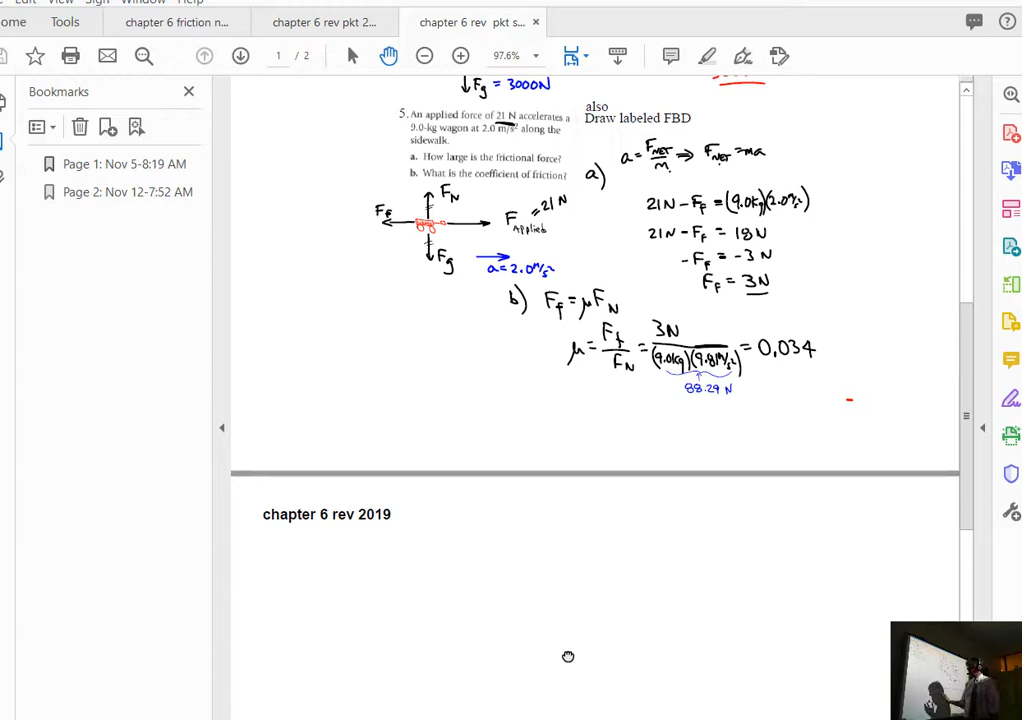 Edit View Sign Window Help
ome Tools chapter 6 friction n... chapter 6 rev pkt 2... chapter 6 rev pkt s... ×
1 / 2 97.6%
Bookmarks ×
Page 1: Nov 5-8:19 AM
Page 2: Nov 12-7:52 AM
Fg = 3000N
5. An applied force of 21 N accelerates a
9.0-kg wagon at 2.0 m/s² along the
sidewalk.
a. How large is the frictional force?
b. What is the coefficient of friction?
also
Draw labeled FBD
a) a = FNET/m ⇒ FNET = ma
21N - Ff = (9.0kg)(2.0m/s²)
21N - Ff = 18N
- Ff = -3N
Ff = 3N
FN
Ff
F Applied = 21N
Fg
a = 2.0m/s²
b) Ff = μFN
μ = Ff/FN = 3N/(9.0kg)(9.81m/s²) = 0.034
88.29 N
chapter 6 rev 2019